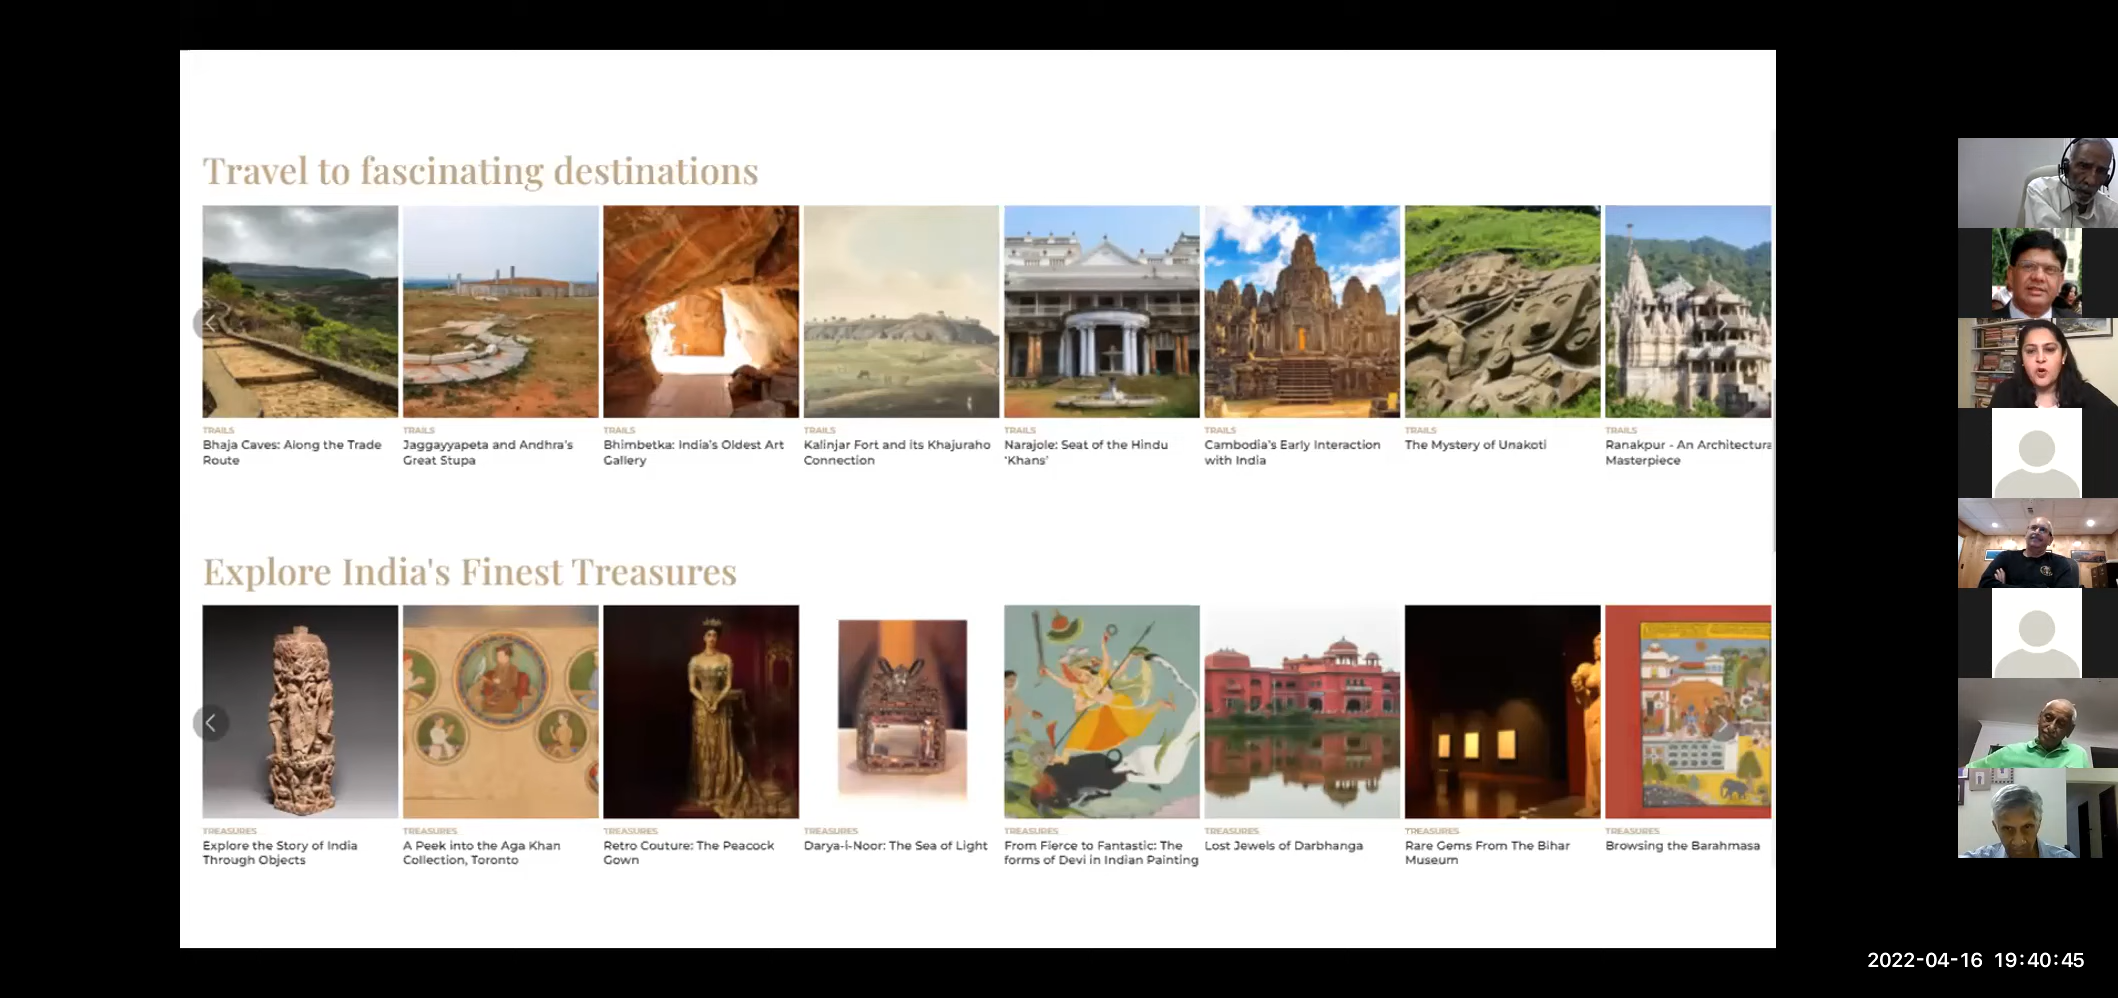 Travel to fascinating destinations
TRAILS
Bhaja Caves: Along the Trade
Route
TRAILS
Jaggayyapeta and Andhra's
Great Stupa
TRAILS
Bhimbetka: India's Oldest Art
Gallery
TRAILS
Kalinjar Fort and its Khajuraho
Connection
TRAILS
Narajole: Seat of the Hindu
'Khans'
TRAILS
Cambodia's Early Interaction
with India
TRAILS
The Mystery of Unakoti
Ranakpur - An Architectura
Masterpiece
Explore India's Finest Treasures
TREASURES
Explore the Story of India
Through Objects
TREASURES
A Peek into the Aga Khan
Collection, Toronto
TREASURES
Retro Couture: The Peacock
Gown
TREASURES
Darya-i-Noor: The Sea of Light
TREASURES
From Fierce to Fantastic: The
forms of Devi in Indian Painting
TREASURES
Lost Jewels of Darbhanga
TREASURES
Rare Gems From The Bihar
Museum
TREASURES
Browsing the Barahmasa
2022-04-16 19:40:45